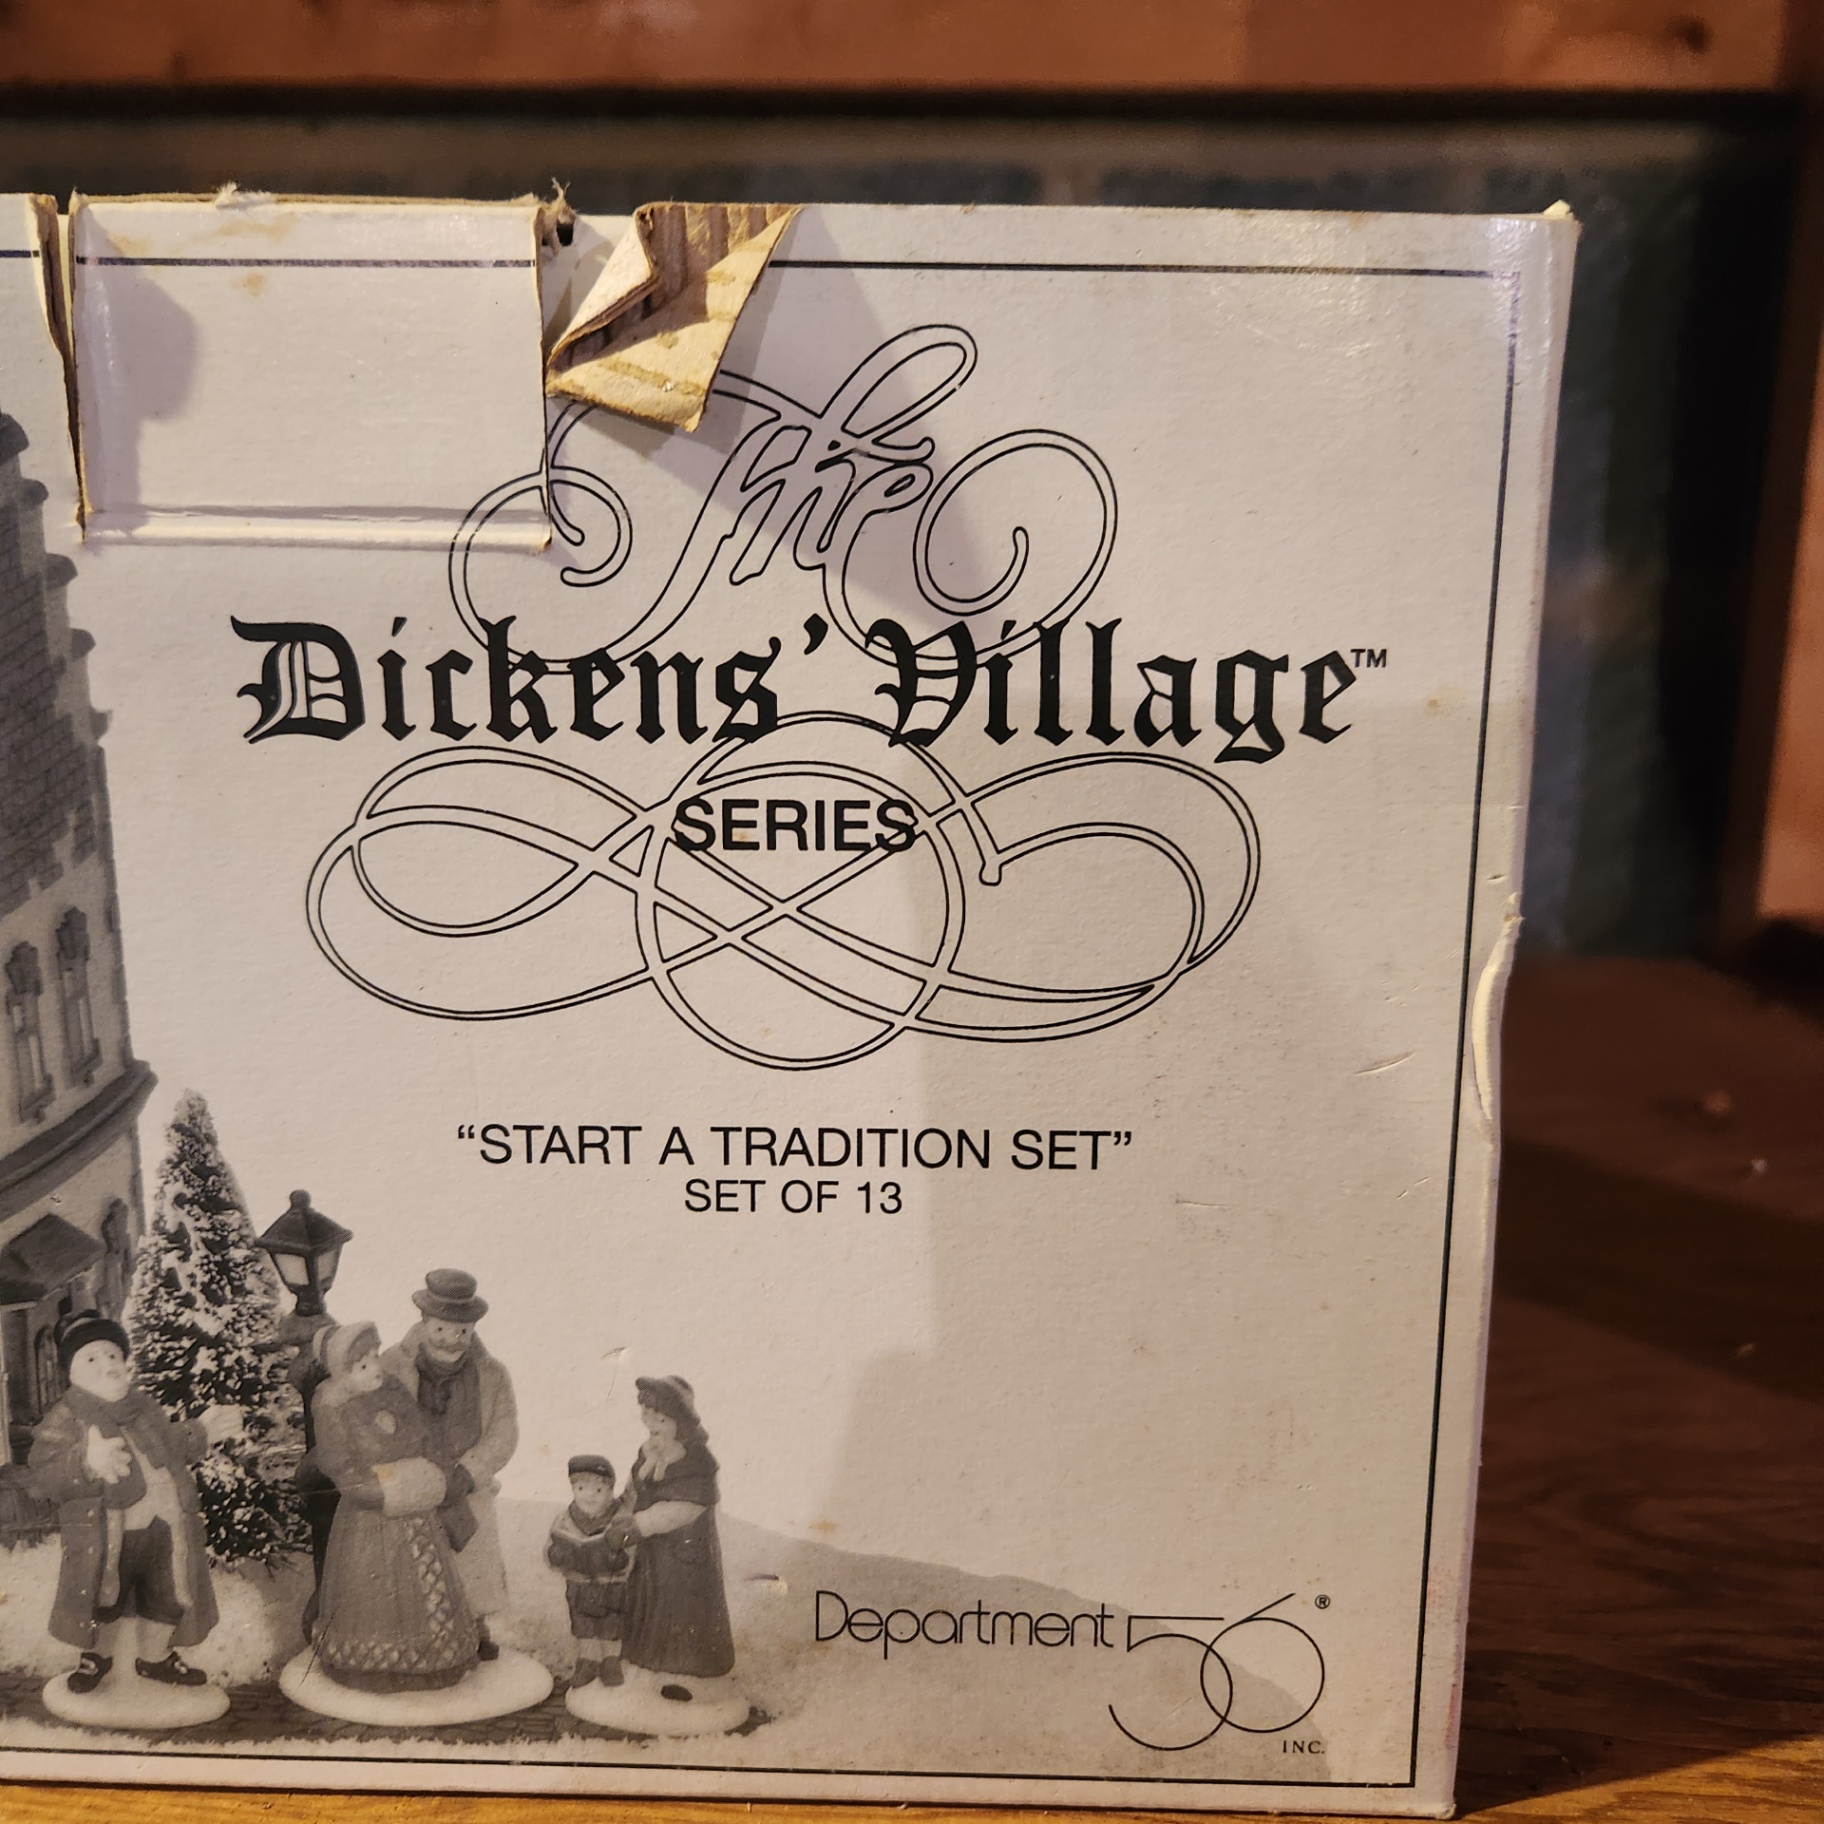 The
Dickens' Village™
SERIES
“START A TRADITION SET”
SET OF 13
Department 56®
INC.